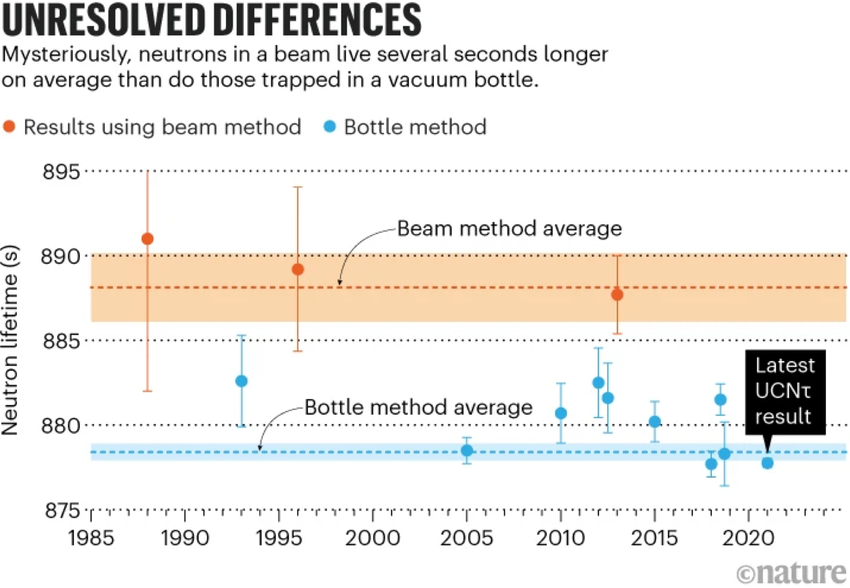 UNRESOLVED DIFFERENCES
Mysteriously, neutrons in a beam live several seconds longer
on average than do those trapped in a vacuum bottle.
Results using beam method
Bottle method
Neutron lifetime (s)
895
890
885
880
875
Beam method average
Bottle method average
Latest
UCNτ
result
1985
1990
1995
2000
2005
2010
2015
2020
©nature